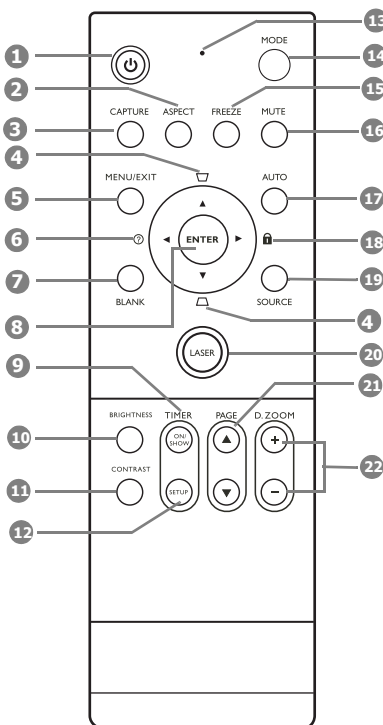 13
MODE
1
14
2
15
CAPTURE ASPECT FREEZE MUTE
3
16
4
MENU/EXIT AUTO
5
17
6 ? ENTER 18
7
19
BLANK SOURCE
8
4
LASER
20
9
21
BRIGHTNESS TIMER PAGE D. ZOOM
10 ON/ +
SHOW
22
CONTRAST
11 SETUP −
12